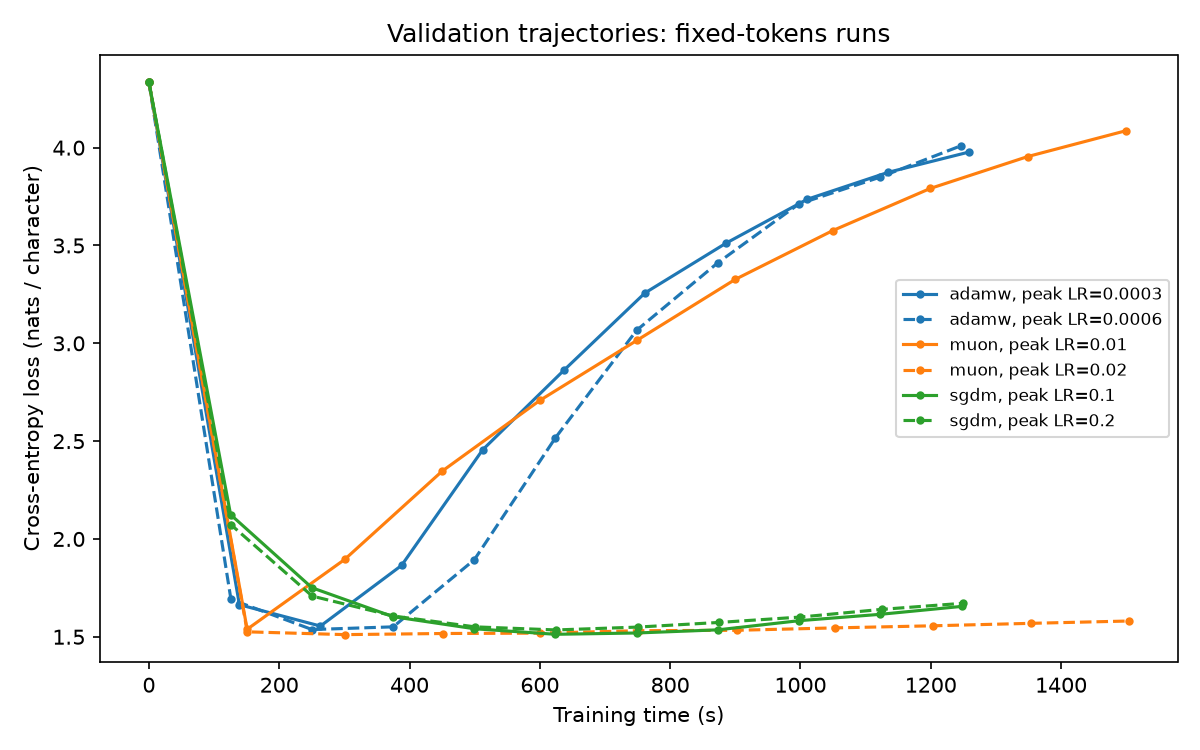 Validation trajectories: fixed-tokens runs
Cross-entropy loss (nats / character)
4.0
3.5
3.0
2.5
2.0
1.5
adamw, peak LR=0.0003
adamw, peak LR=0.0006
muon, peak LR=0.01
muon, peak LR=0.02
sgdm, peak LR=0.1
sgdm, peak LR=0.2
0 200 400 600 800 1000 1200 1400
Training time (s)